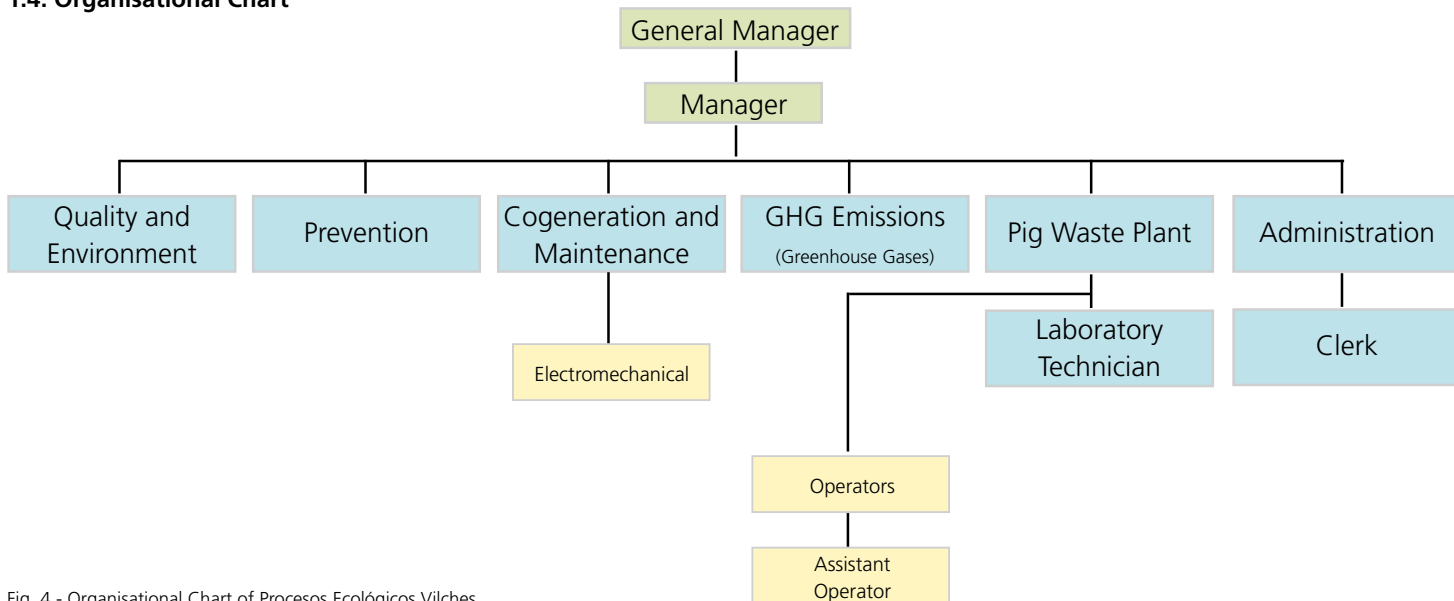 1.4. Organisational Chart
General Manager
Manager
Quality and
Environment
Prevention
Cogeneration and
Maintenance
GHG Emissions
(Greenhouse Gases)
Pig Waste Plant
Administration
Laboratory
Technician
Clerk
Electromechanical
Operators
Assistant
Operator
Fig. 4 - Organisational Chart of Procesos Ecológicos Vilches